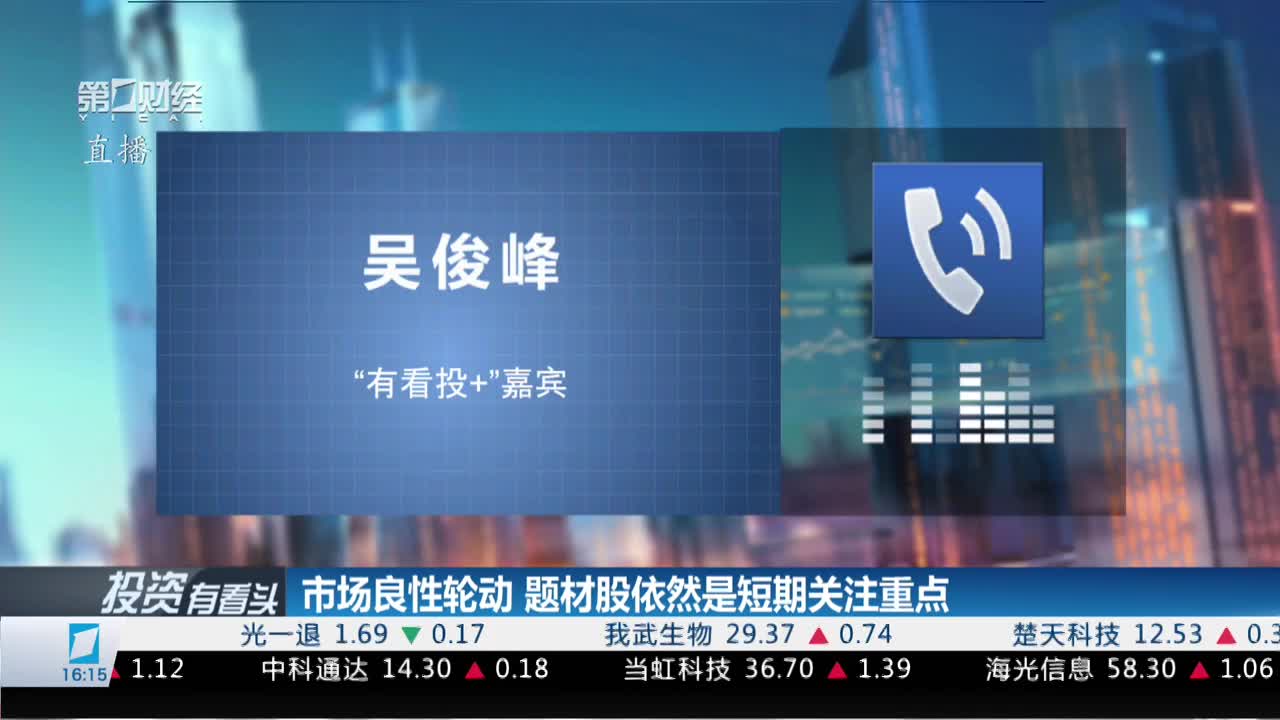 第1财经
YICAI
直播
吴俊峰
“有看投+”嘉宾
投资有看头
市场良性轮动 题材股依然是短期关注重点
光一退 1.69 ▼ 0.17 我武生物 29.37 ▲ 0.74 楚天科技 12.53 ▲ 0.3
16:15
▲ 1.12 中科通达 14.30 ▲ 0.18 当虹科技 36.70 ▲ 1.39 海光信息 58.30 ▲ 1.06